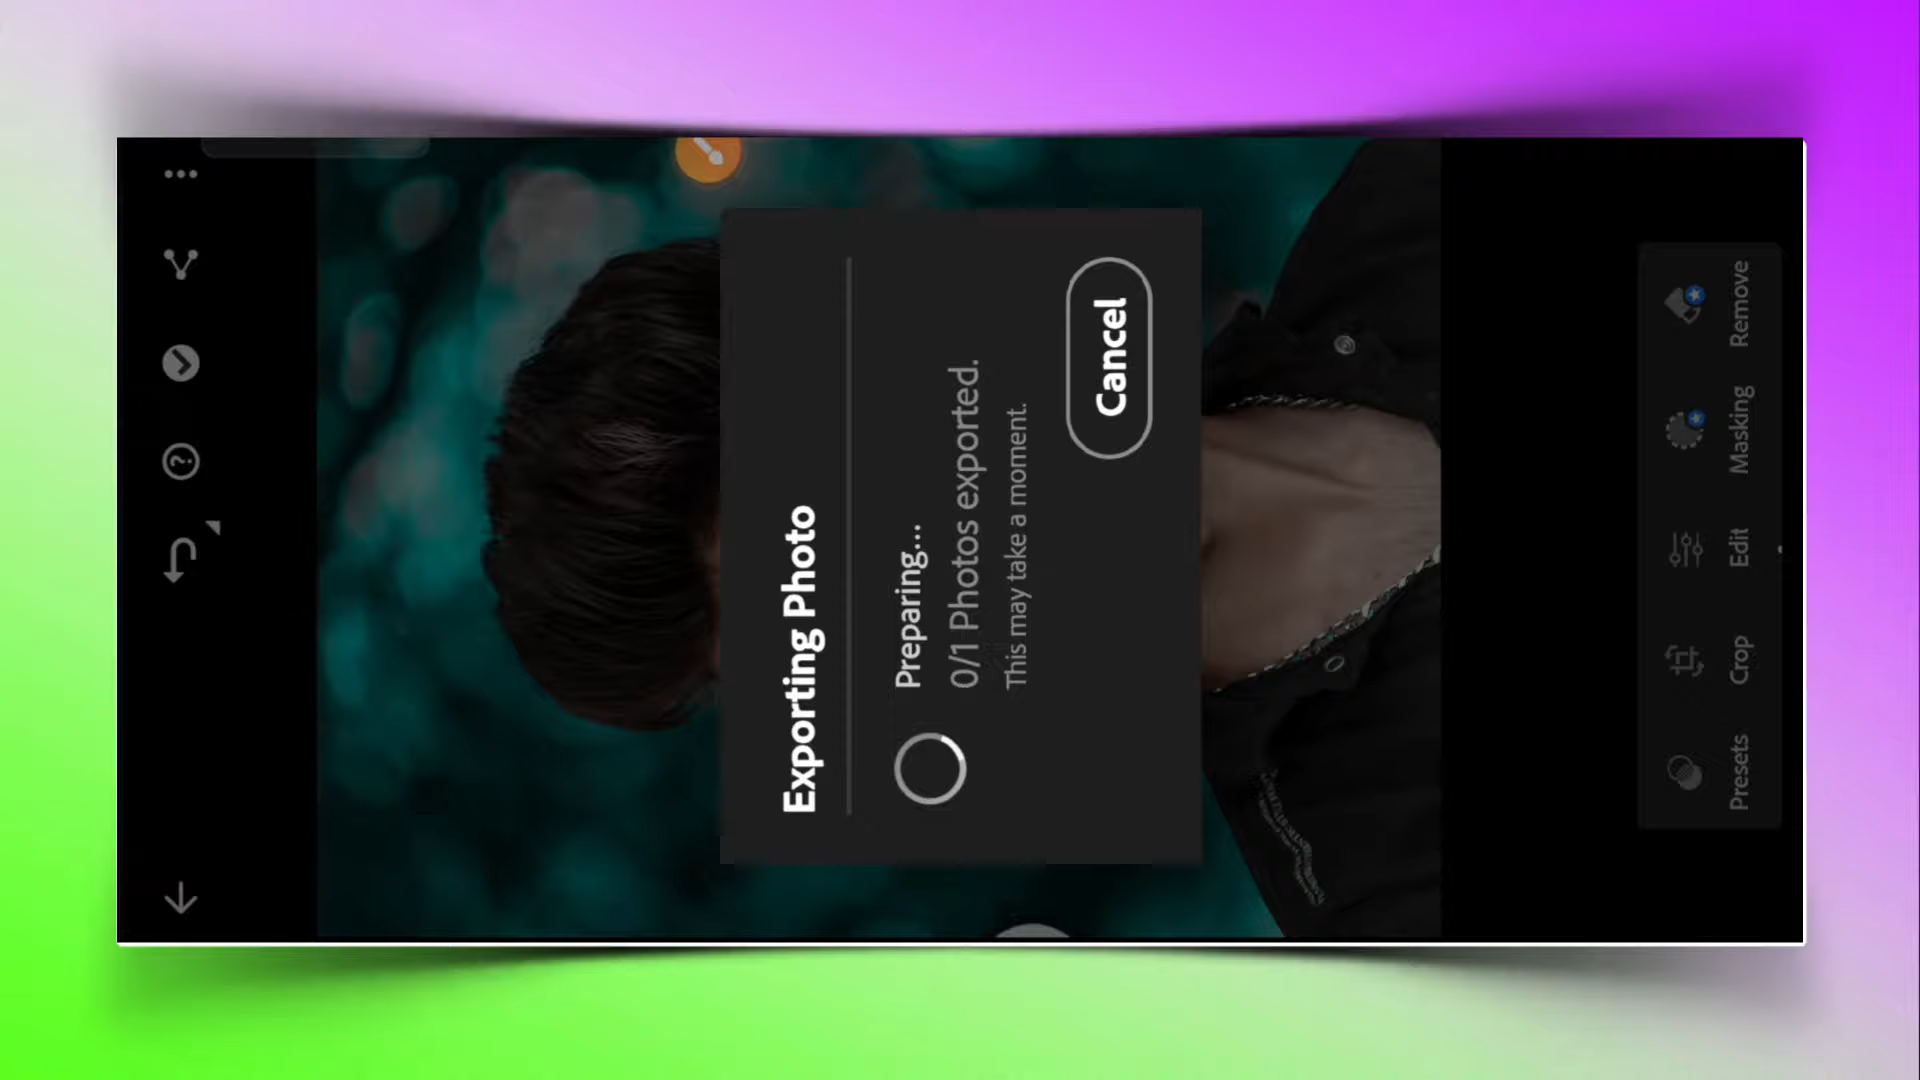 Exporting Photo
Preparing...
0/1 Photos exported.
This may take a moment.
Cancel
Presets
Crop
Edit
Masking
Remove